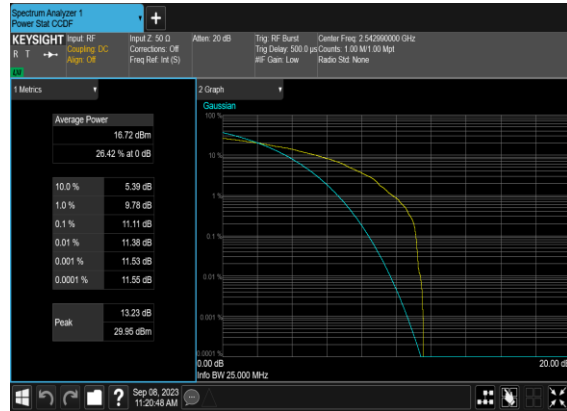 Spectrum Analyzer 1
Power Stat CCDF
KEYSIGHT
R T
LW
Input: RF
Coupling: DC
Align: Off
Input Z: 50 Ω
Corrections: Off
Freq Ref: Int (S)
Atten: 20 dB
Trig: RF Burst
Trig Delay: 500.0 µs
#IF Gain: Low
Center Freq: 2.542990000 GHz
Counts: 1.00 M/1.00 Mpt
Radio Std: None
1 Metrics
Average Power
16.72 dBm
26.42 % at 0 dB
10.0 % 5.39 dB
1.0 % 9.78 dB
0.1 % 11.11 dB
0.01 % 11.38 dB
0.001 % 11.53 dB
0.0001 % 11.55 dB
Peak
13.23 dB
29.95 dBm
2 Graph
Gaussian
100 %
10 %
1 %
0.1 %
0.01 %
0.001 %
0.0001 %
0.00 dB 20.00 dB
Info BW 25.000 MHz
?
Sep 08, 2023
11:20:48 AM